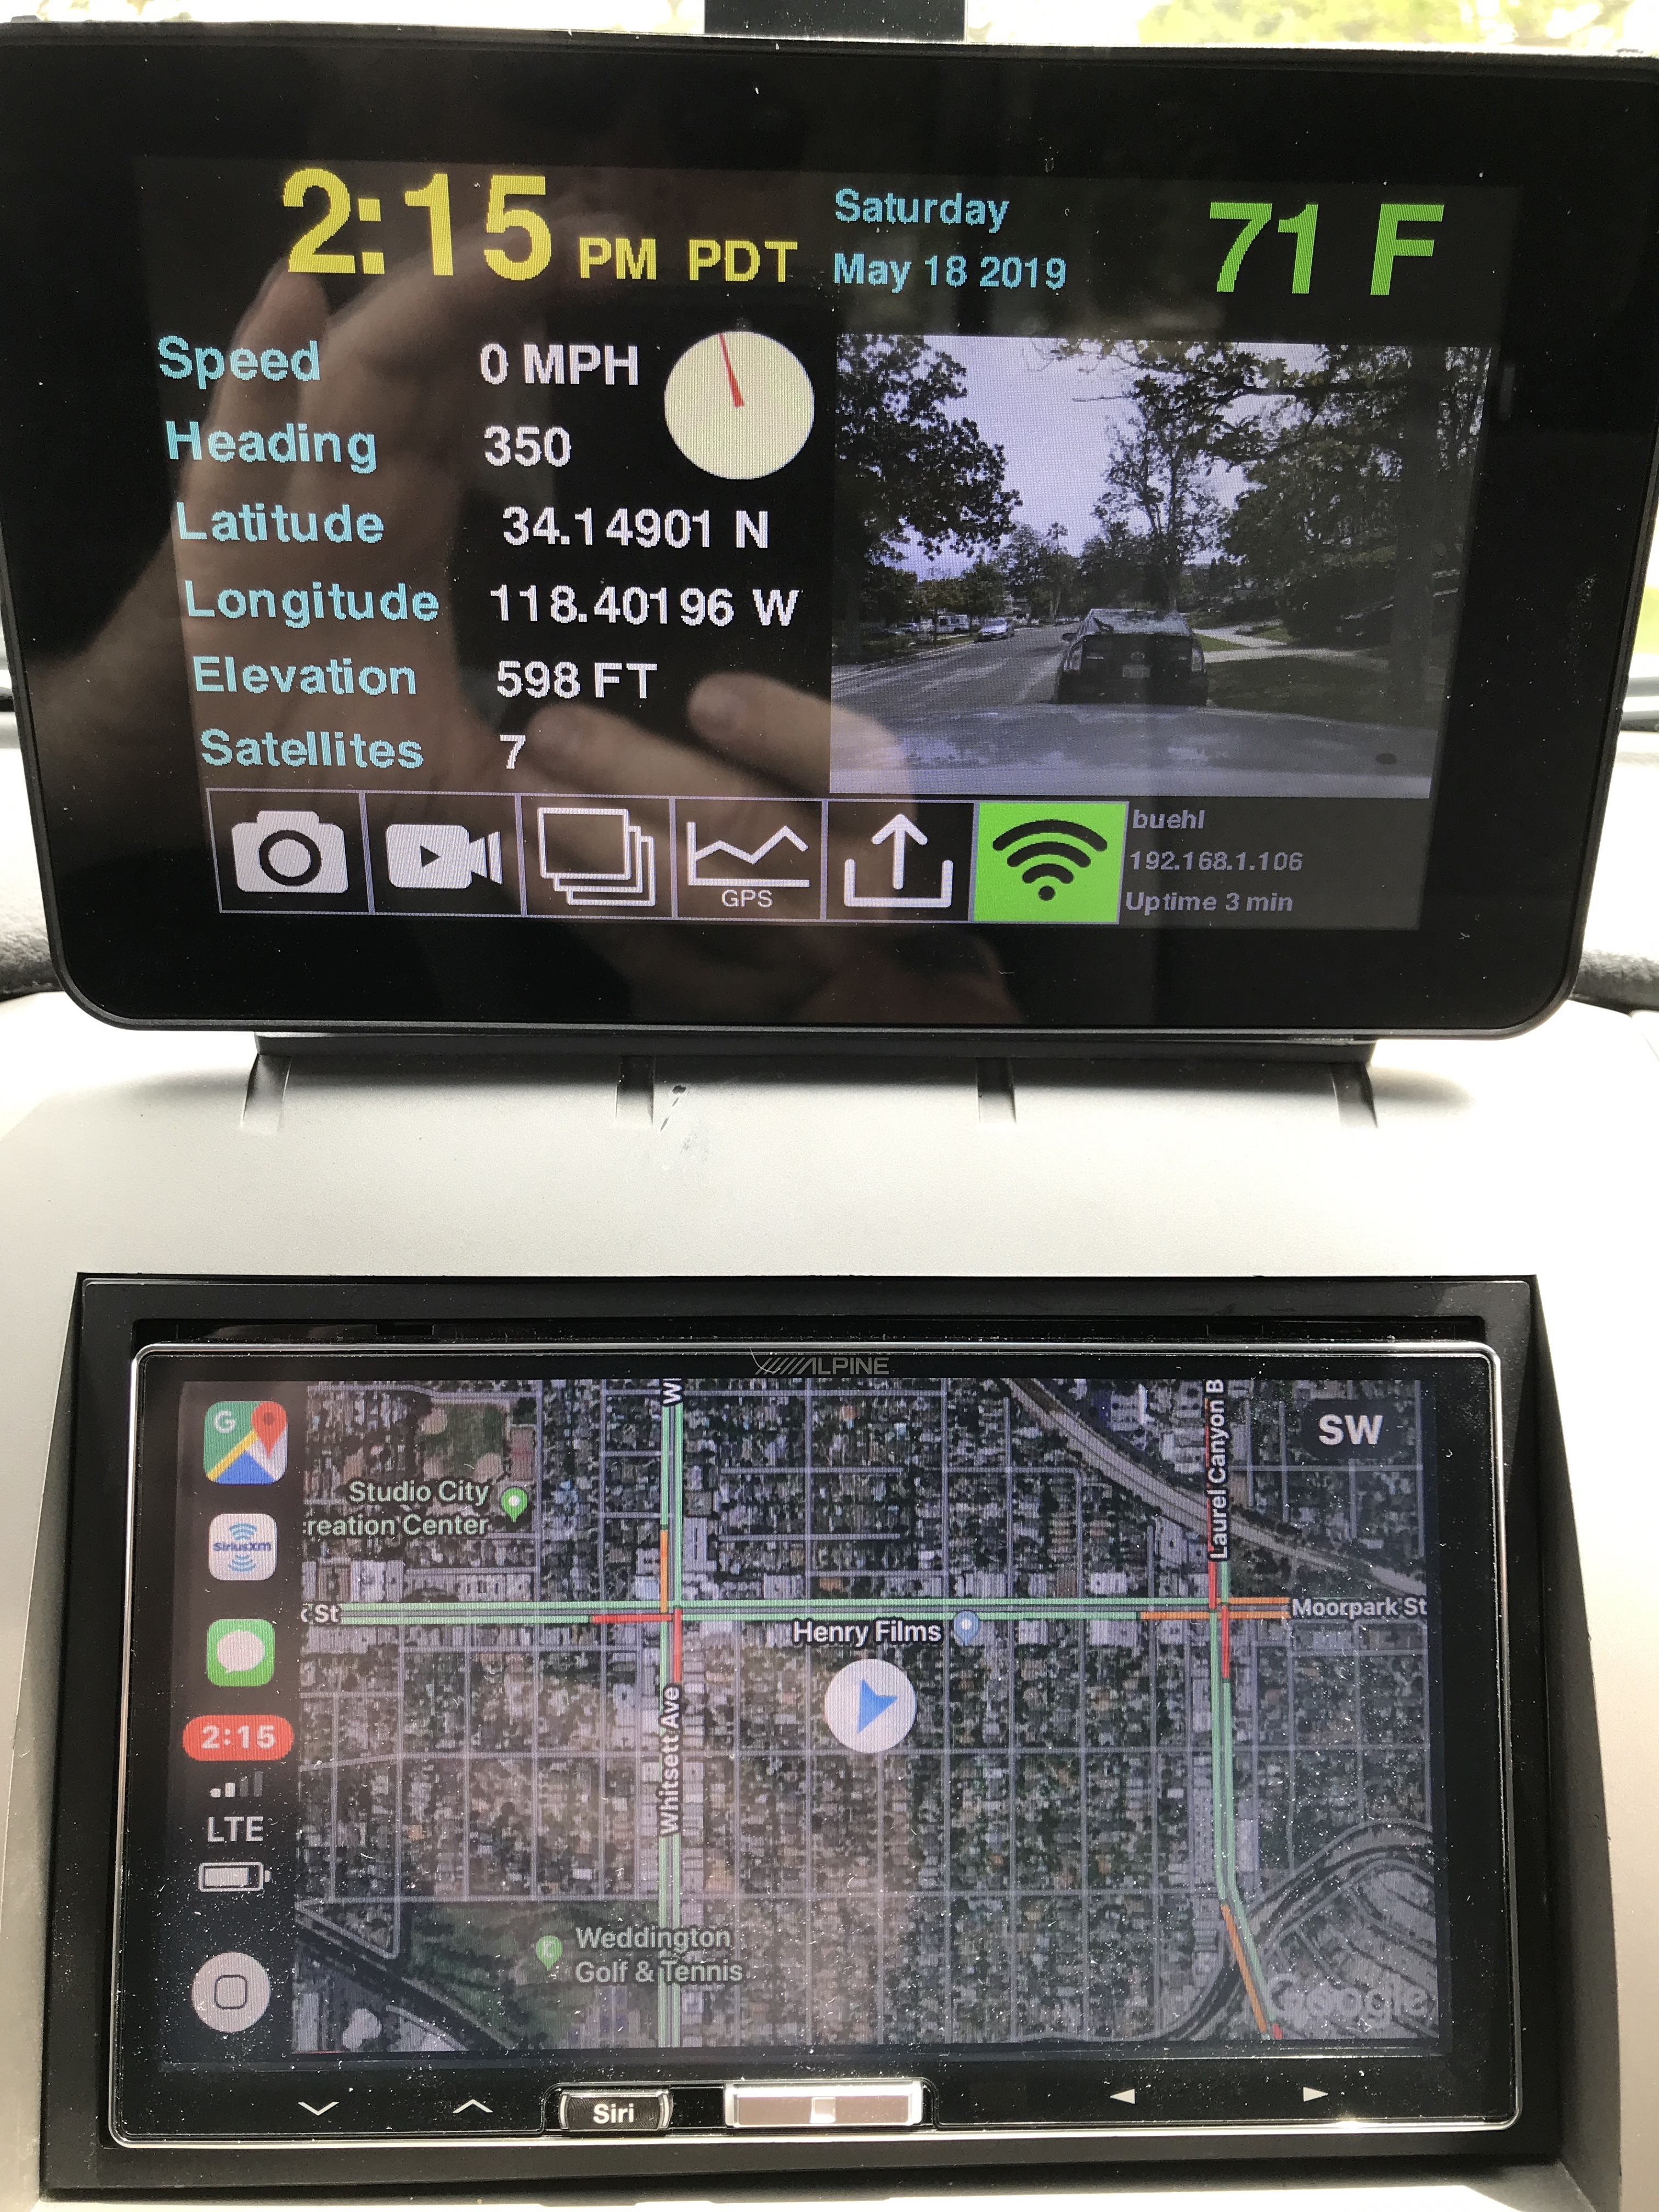 2:15 PM PDT
Saturday
May 18 2019
71 F
Speed 0 MPH
Heading 350
Latitude 34.14901 N
Longitude 118.40196 W
Elevation 598 FT
Satellites 7
GPS
buehl
192.168.1.106
Uptime 3 min
ALPINE
G
SiriusXm
2:15
LTE
W
Laurel Canyon B
SW
Studio City
reation Center
St
Moorpark St
Henry Films
Whitsett Ave
Weddington
Golf & Tennis
Google
Siri